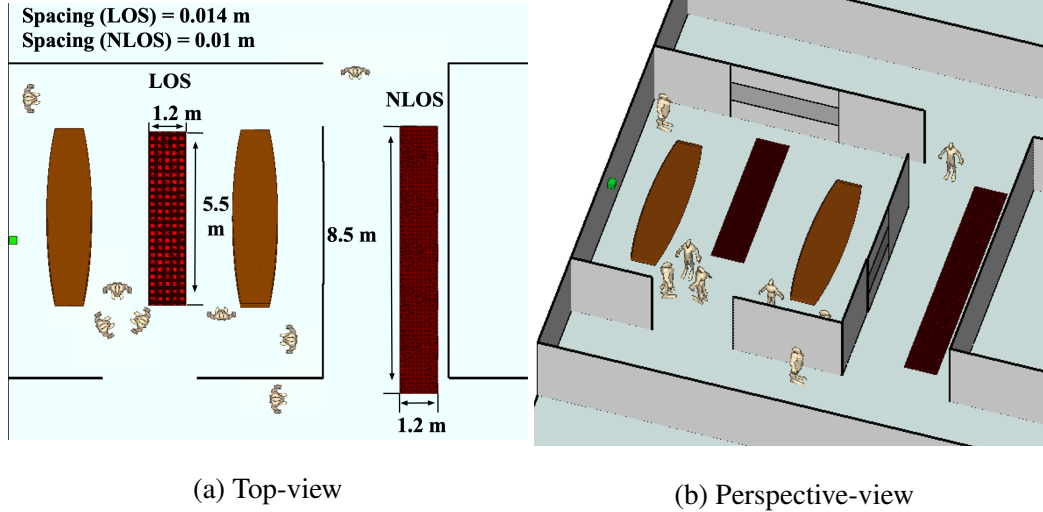 Spacing (LOS) = 0.014 m
Spacing (NLOS) = 0.01 m
LOS
1.2 m
NLOS
5.5
m
8.5 m
1.2 m
(a) Top-view
(b) Perspective-view